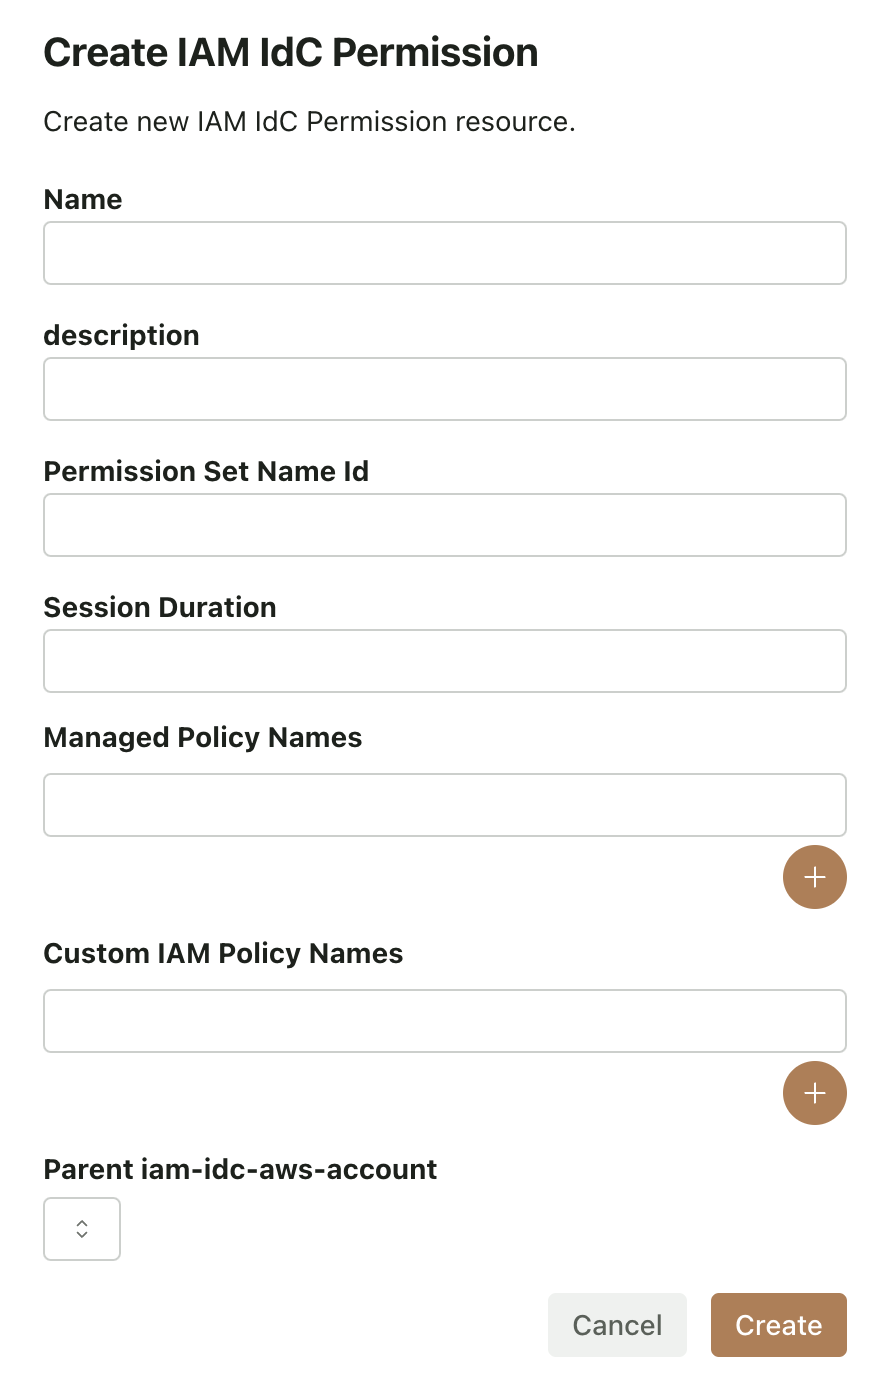 Create IAM IdC Permission
Create new IAM IdC Permission resource.
Name
description
Permission Set Name Id
Session Duration
Managed Policy Names
Custom IAM Policy Names
Parent iam-idc-aws-account
Cancel
Create